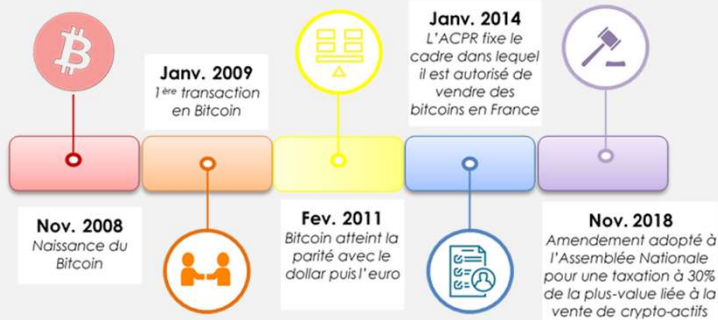 Nov. 2008
Naissance du
Bitcoin
Janv. 2009
1ère transaction
en Bitcoin
Fev. 2011
Bitcoin atteint la
parité avec le
dollar puis l'euro
Janv. 2014
L'ACPR fixe le
cadre dans lequel
il est autorisé de
vendre des
bitcoins en France
Nov. 2018
Amendement adopté à
l'Assemblée Nationale
pour une taxation à 30%
de la plus-value liée à la
vente de crypto-actifs